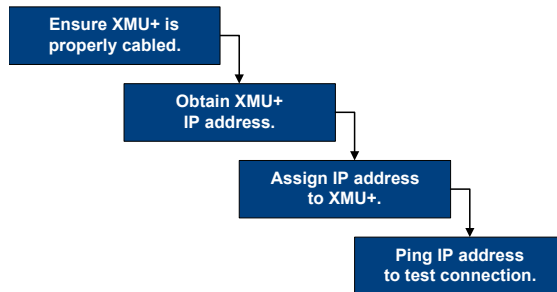 Ensure XMU+ is
properly cabled.
Obtain XMU+
IP address.
Assign IP address
to XMU+.
Ping IP address
to test connection.